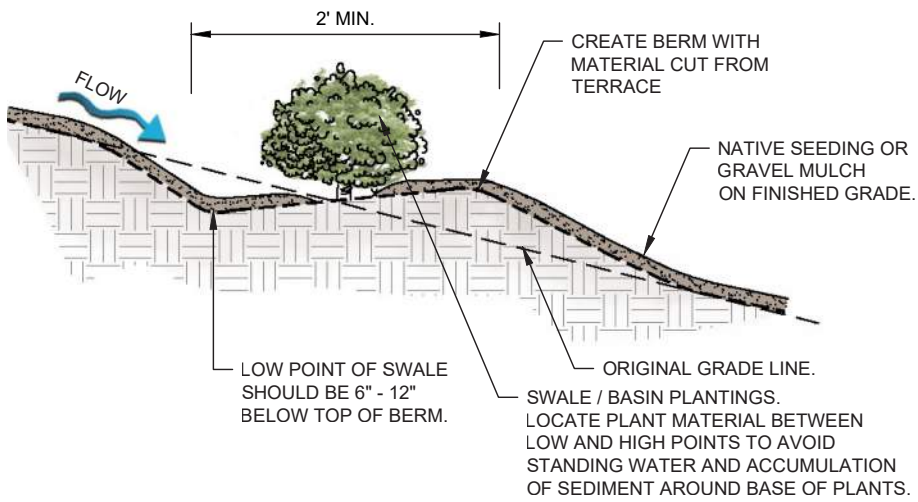 2' MIN.
FLOW
CREATE BERM WITH
MATERIAL CUT FROM
TERRACE
NATIVE SEEDING OR
GRAVEL MULCH
ON FINISHED GRADE.
LOW POINT OF SWALE
SHOULD BE 6" - 12"
BELOW TOP OF BERM.
ORIGINAL GRADE LINE.
SWALE / BASIN PLANTINGS.
LOCATE PLANT MATERIAL BETWEEN
LOW AND HIGH POINTS TO AVOID
STANDING WATER AND ACCUMULATION
OF SEDIMENT AROUND BASE OF PLANTS.